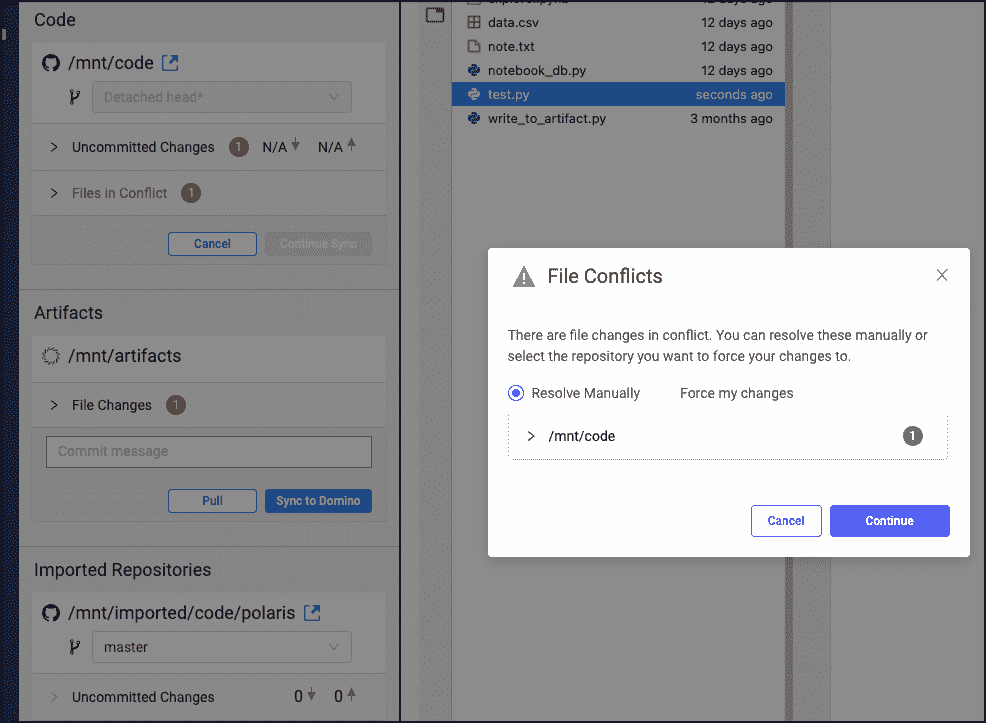 Code
/mnt/code
Detached head*
Uncommitted Changes 1 N/A N/A
Files in Conflict 1
Cancel Continue Sync
Artifacts
/mnt/artifacts
File Changes 1
Commit message
Pull Sync to Domino
Imported Repositories
/mnt/imported/code/polaris
master
Uncommitted Changes 0 0
data.csv 12 days ago
note.txt 12 days ago
notebook_db.py 12 days ago
test.py seconds ago
write_to_artifact.py 3 months ago
File Conflicts
There are file changes in conflict. You can resolve these manually or
select the repository you want to force your changes to.
Resolve Manually Force my changes
/mnt/code 1
Cancel Continue